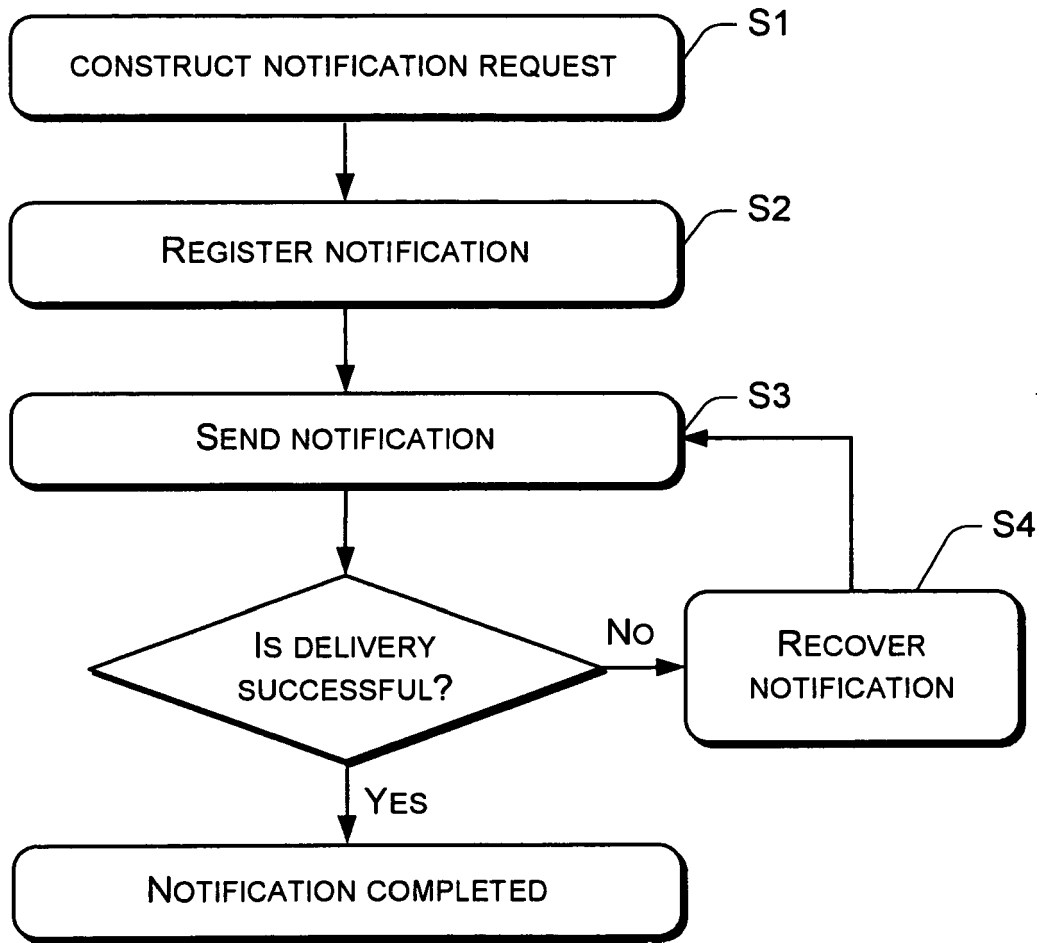 S1
CONSTRUCT NOTIFICATION REQUEST
S2
REGISTER NOTIFICATION
S3
SEND NOTIFICATION
S4
IS DELIVERY
SUCCESSFUL?
NO
RECOVER
NOTIFICATION
YES
NOTIFICATION COMPLETED